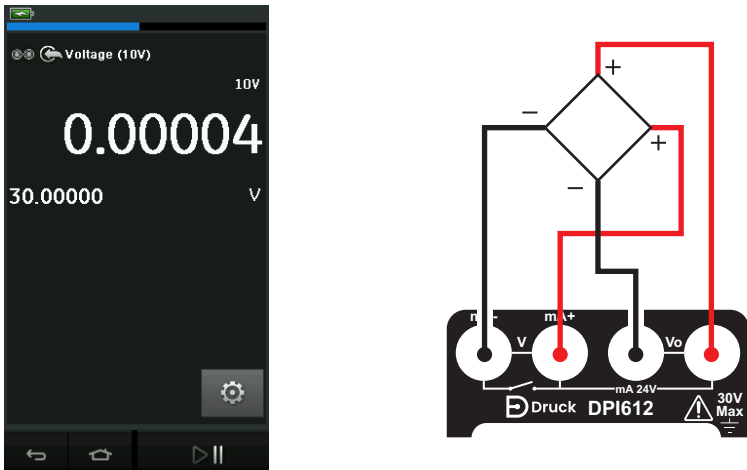 Voltage (10V)
10V
0.00004
30.00000 V
+
−
+
−
mA+
V
Vo
mA 24V
Druck DPI612
30V
Max